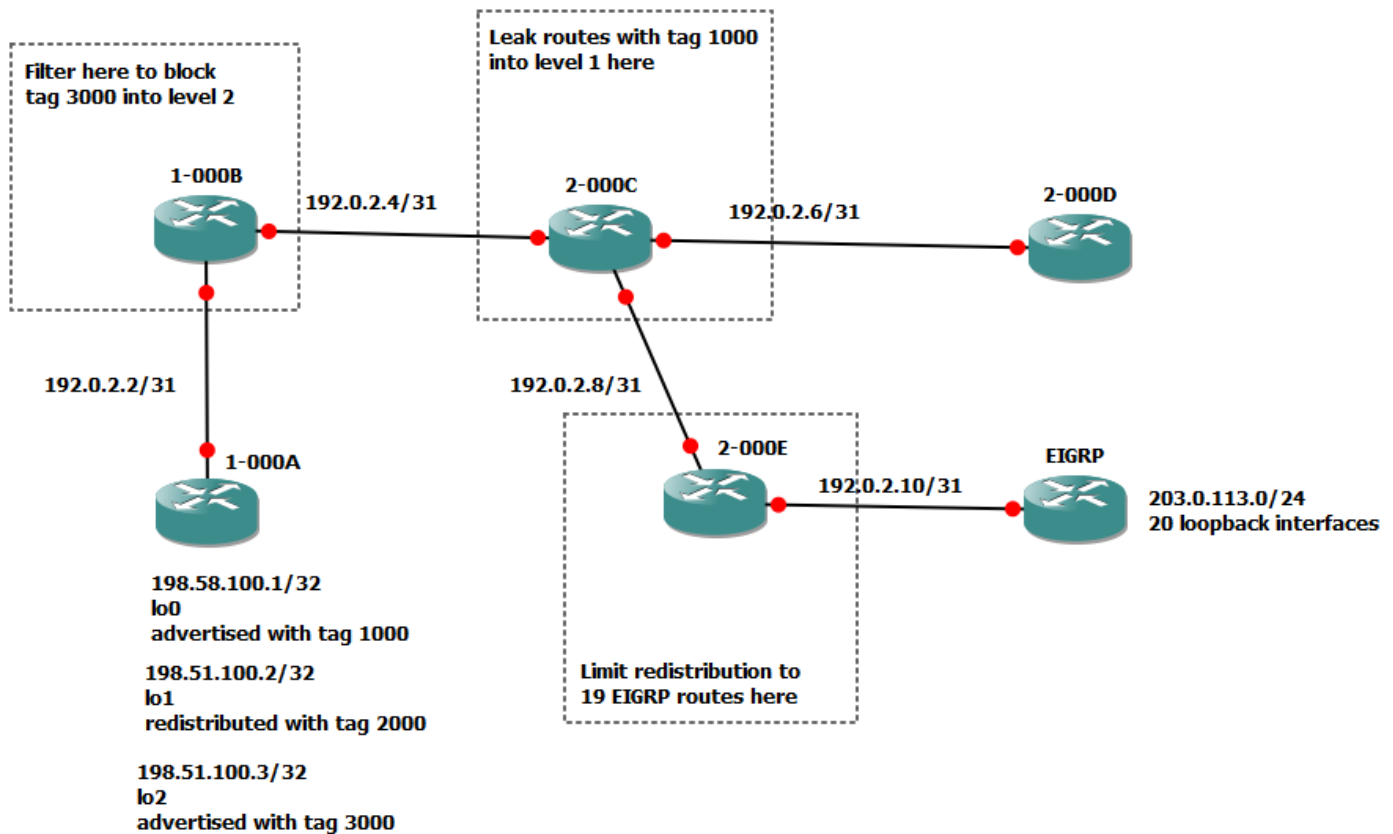 Filter here to block
tag 3000 into level 2
Leak routes with tag 1000
into level 1 here
1-000B
192.0.2.4/31
2-000C
192.0.2.6/31
2-000D
192.0.2.2/31
192.0.2.8/31
1-000A
2-000E
192.0.2.10/31
EIGRP
203.0.113.0/24
20 loopback interfaces
198.58.100.1/32
lo0
advertised with tag 1000
198.51.100.2/32
lo1
redistributed with tag 2000
198.51.100.3/32
lo2
advertised with tag 3000
Limit redistribution to
19 EIGRP routes here